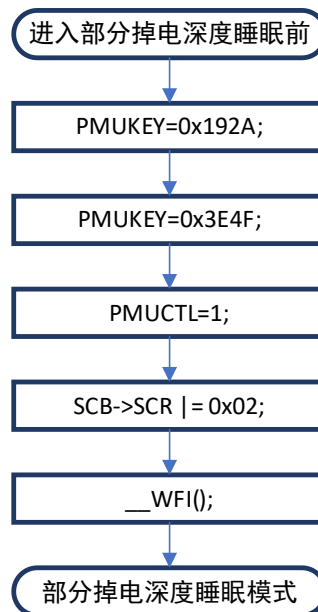 进入部分掉电深度睡眠前
PMUKEY=0x192A;
PMUKEY=0x3E4F;
PMUCTL=1;
SCB->SCR |= 0x02;
__WFI();
部分掉电深度睡眠模式